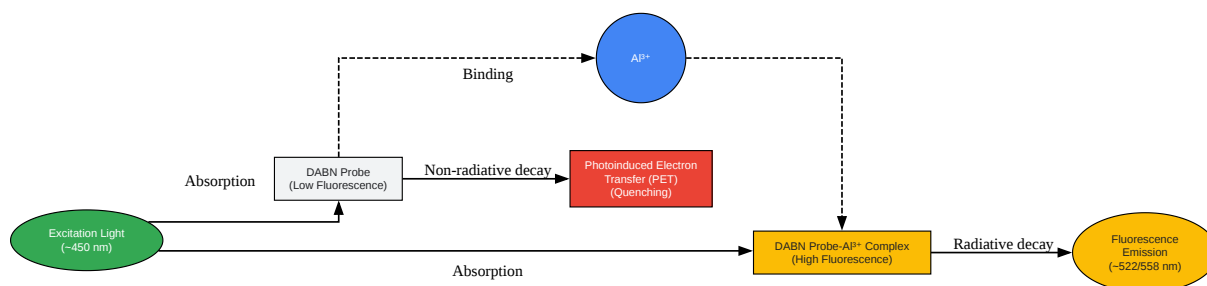 Al³⁺
Binding
DABN Probe
(Low Fluorescence)
Non-radiative decay
Photoinduced Electron
Transfer (PET)
(Quenching)
Absorption
Excitation Light
(~450 nm)
Absorption
DABN Probe-Al³⁺ Complex
(High Fluorescence)
Radiative decay
Fluorescence
Emission
(~522/558 nm)